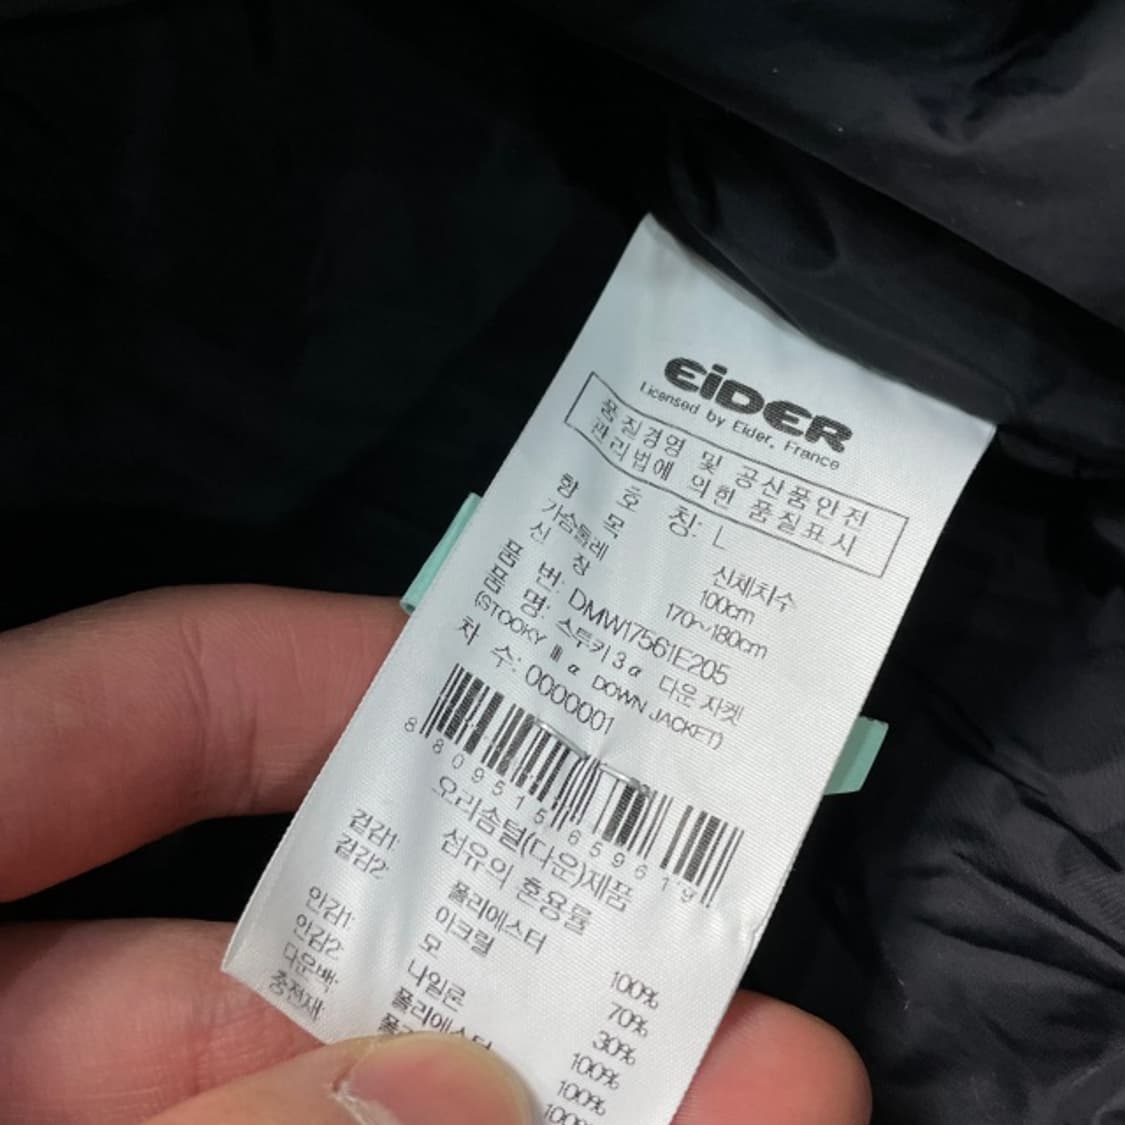 EiDER
Licensed by Eider, France
품질경영 및 공산품안전
관리법에 의한 품질표시
호 칭: L
항 목 신체치수
가슴둘레 100cm
신 장 170~180cm
품 번: DMW17561E205
품 명: 스투키 3 α 다운 자켓
(STOOKY Ⅲ α DOWN JACKET)
차 수: 0000001
8809515659619
오리솜털(다운)제품
섬유의 혼용률
겉감1: 폴리에스터 100%
겉감2: 아크릴 70%
모 30%
안감1: 나일론 100%
안감2: 폴리에스터 100%
다운백: 100%
충전재: